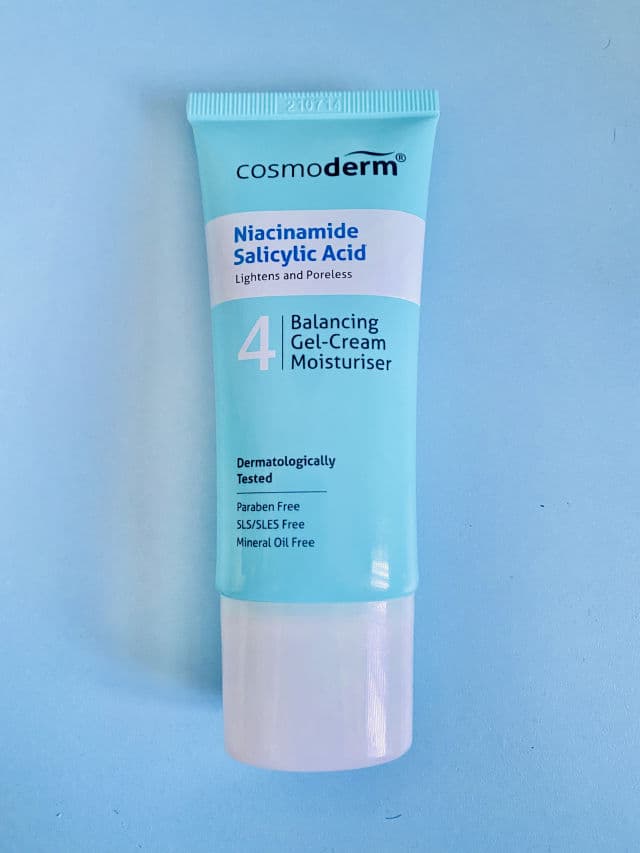 210714
cosmoderm®
Niacinamide
Salicylic Acid
Lightens and Poreless
4
Balancing
Gel-Cream
Moisturiser
Dermatologically
Tested
Paraben Free
SLS/SLES Free
Mineral Oil Free